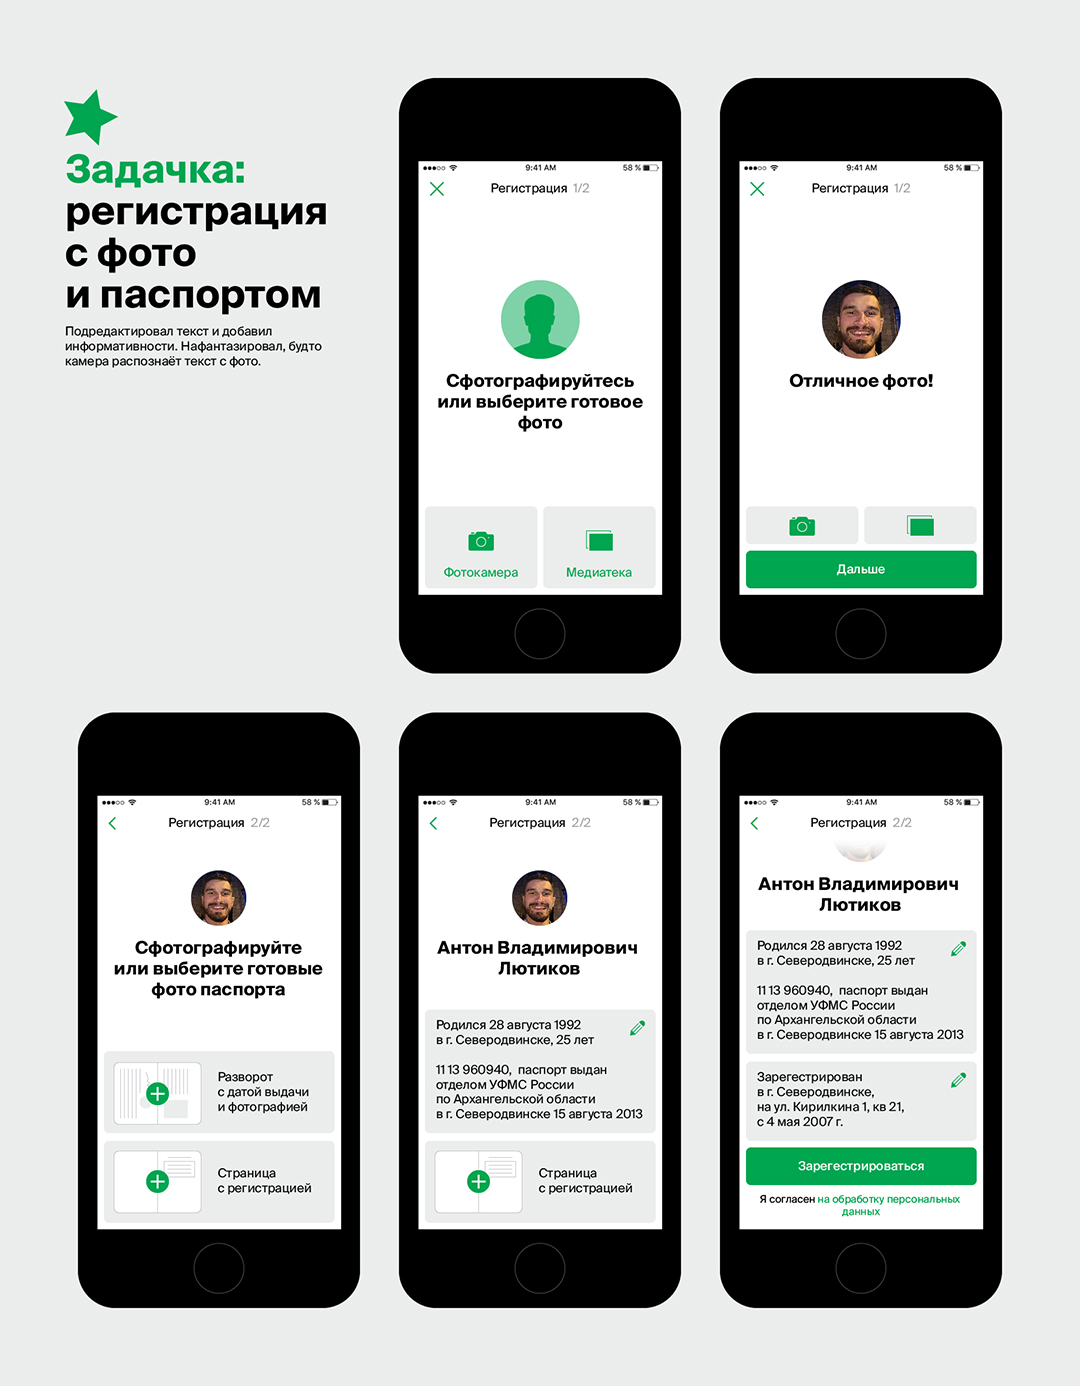 Задачка:
регистрация
с фото
и паспортом
Подредактировал текст и добавил
информативности. Нафантазировал, будто
камера распознаёт текст с фото.
9:41 AM
58 %
Регистрация 1/2
Сфотографируйтесь
или выберите готовое
фото
Фотокамера
Медиатека
9:41 AM
58 %
Регистрация 1/2
Отличное фото!
Дальше
9:41 AM
58 %
Регистрация 2/2
Сфотографируйте
или выберите готовые
фото паспорта
Разворот
с датой выдачи
и фотографией
Страница
с регистрацией
9:41 AM
58 %
Регистрация 2/2
Антон Владимирович
Лютиков
Родился 28 августа 1992
в г. Северодвинске, 25 лет
11 13 960940, паспорт выдан
отделом УФМС России
по Архангельской области
в г. Северодвинске 15 августа 2013
Страница
с регистрацией
9:41 AM
58 %
Регистрация 2/2
Антон Владимирович
Лютиков
Родился 28 августа 1992
в г. Северодвинске, 25 лет
11 13 960940, паспорт выдан
отделом УФМС России
по Архангельской области
в г. Северодвинске 15 августа 2013
Зарегестрирован
в г. Северодвинске,
на ул. Кирилкина 1, кв 21,
с 4 мая 2007 г.
Зарегестрироваться
Я согласен на обработку персональных
данных